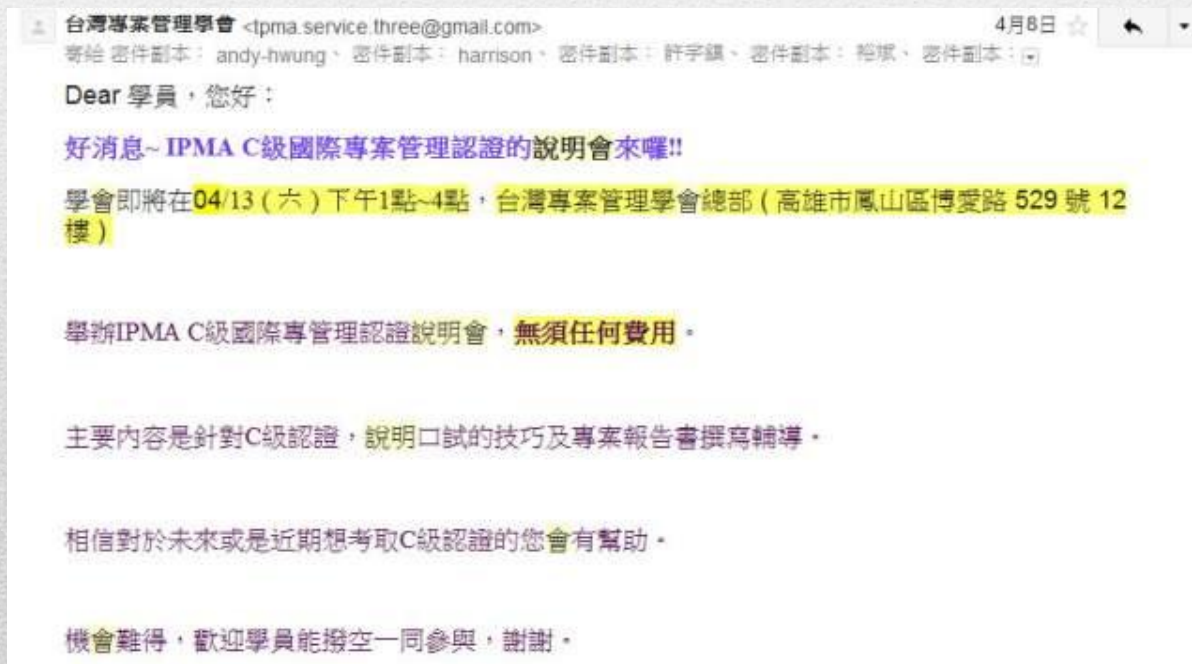 台灣專案管理學會 <tpma.service.three@gmail.com> 4月8日
寄給 密件副本： andy-hwung、 密件副本： harrison、 密件副本： 許字鎮、 密件副本： 裕斌、 密件副本：
Dear 學員，您好：
好消息~ IPMA C級國際專案管理認證的說明會來囉!!
學會即將在04/13 ( 六 ) 下午1點~4點，台灣專案管理學會總部 ( 高雄市鳳山區博愛路 529 號 12
樓 )
舉辦IPMA C級國際專管理認證說明會，無須任何費用。
主要內容是針對C級認證，說明口試的技巧及專案報告書撰寫輔導。
相信對於未來或是近期想考取C級認證的您會有幫助。
機會難得，歡迎學員能撥空一同參與，謝謝。